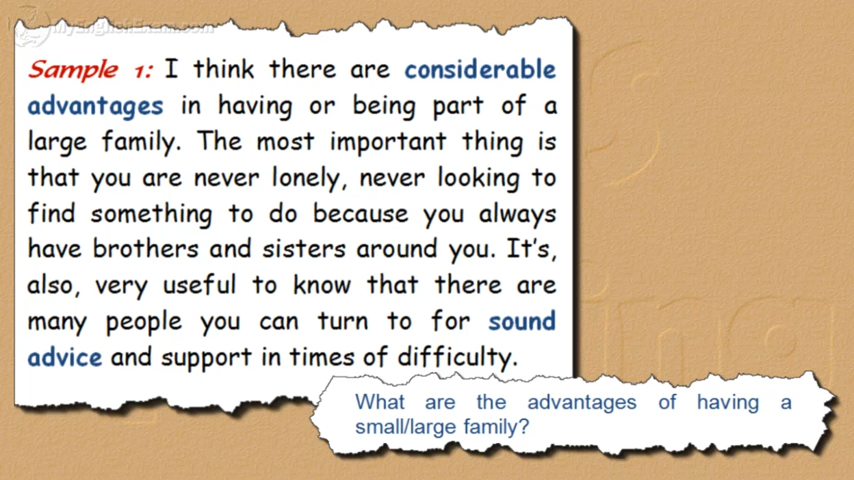 MyEnglishExam.com
Sample 1: I think there are considerable
advantages in having or being part of a
large family. The most important thing is
that you are never lonely, never looking to
find something to do because you always
have brothers and sisters around you. It's,
also, very useful to know that there are
many people you can turn to for sound
advice and support in times of difficulty.
What are the advantages of having a
small/large family?